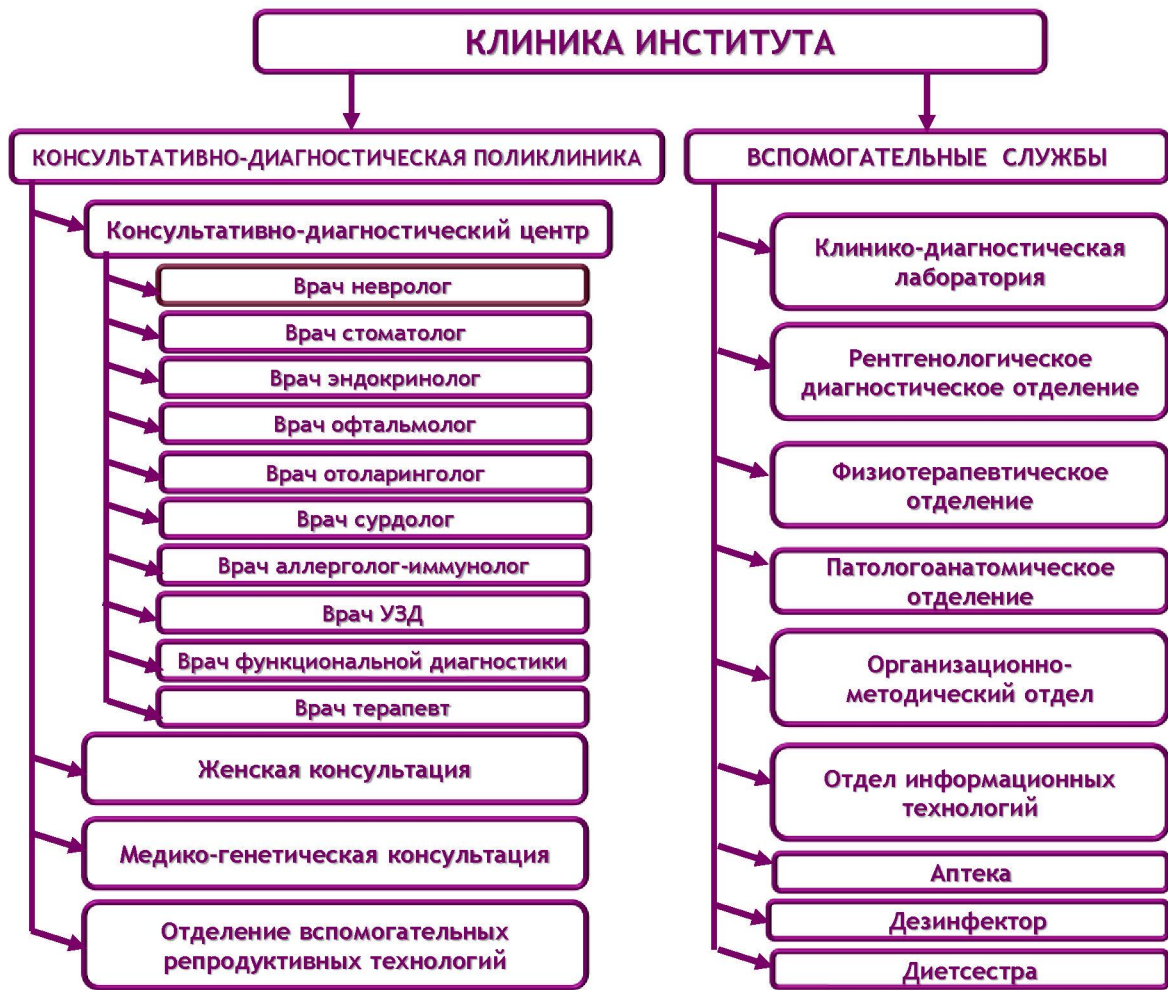 КЛИНИКА ИНСТИТУТА
КОНСУЛЬТАТИВНО-ДИАГНОСТИЧЕСКАЯ ПОЛИКЛИНИКА
Консультативно-диагностический центр
Врач невролог
Врач стоматолог
Врач эндокринолог
Врач офтальмолог
Врач отоларинголог
Врач сурдолог
Врач аллерголог-иммунолог
Врач УЗД
Врач функциональной диагностики
Врач терапевт
Женская консультация
Медико-генетическая консультация
Отделение вспомогательных
репродуктивных технологий
ВСПОМОГАТЕЛЬНЫЕ СЛУЖБЫ
Клинико-диагностическая
лаборатория
Рентгенологическое
диагностическое отделение
Физиотерапевтическое
отделение
Патологоанатомическое
отделение
Организационно-
методический отдел
Отдел информационных
технологий
Аптека
Дезинфектор
Диетсестра